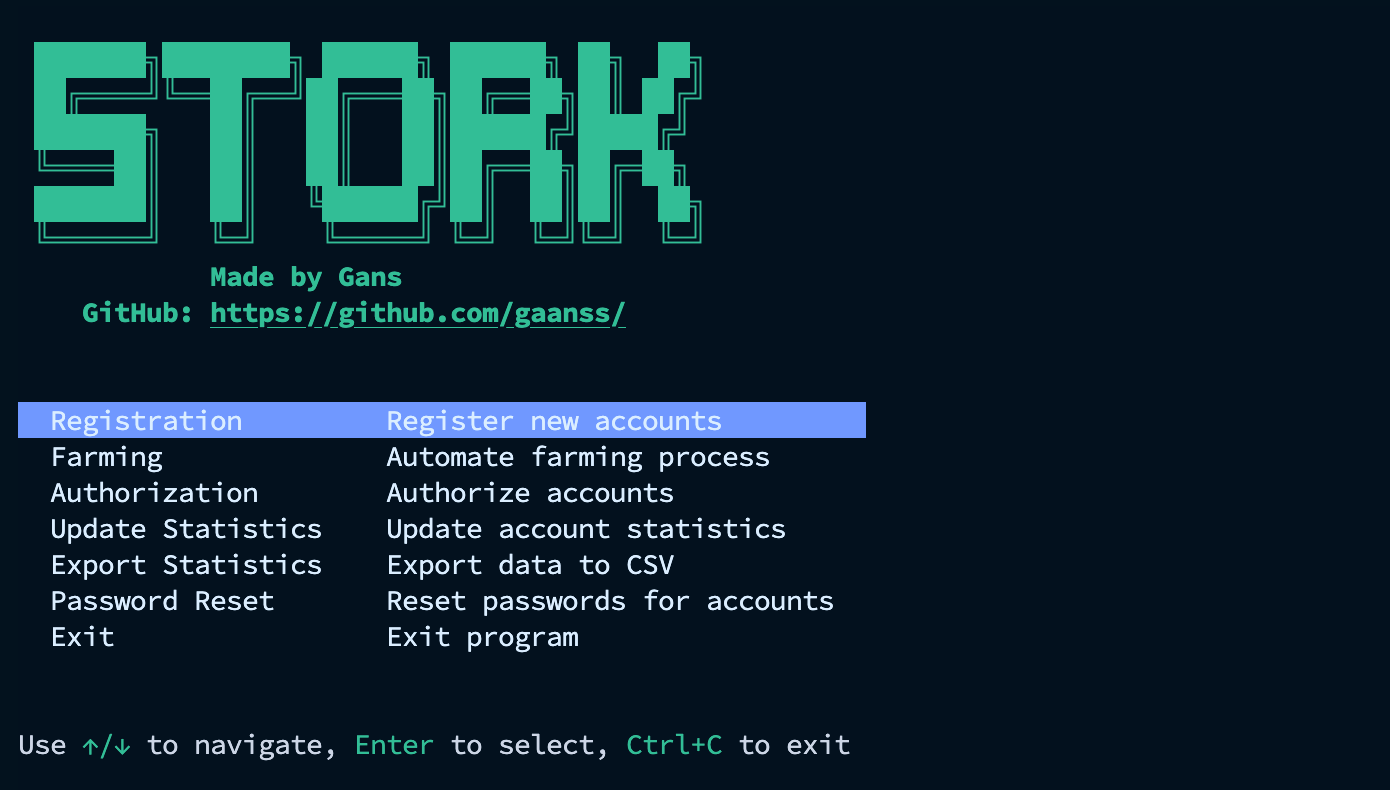 STORK
Made by Gans
GitHub: https://github.com/gaanss/
Registration Register new accounts
Farming Automate farming process
Authorization Authorize accounts
Update Statistics Update account statistics
Export Statistics Export data to CSV
Password Reset Reset passwords for accounts
Exit Exit program
Use ↑/↓ to navigate, Enter to select, Ctrl+C to exit